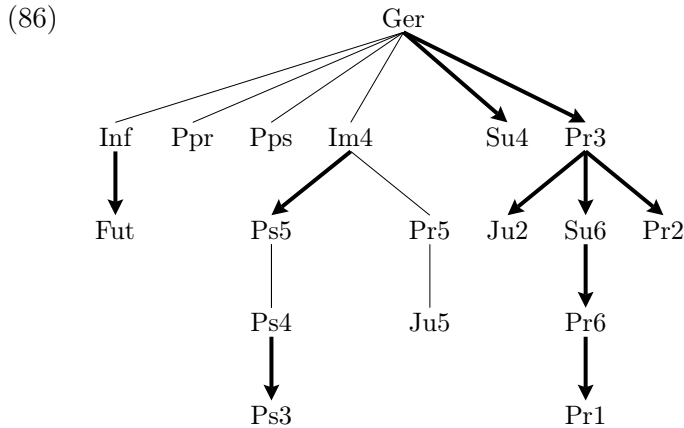 (86) Ger
Inf Ppr Pps Im4 Su4 Pr3
Fut Ps5 Pr5 Ju2 Su6 Pr2
Ps4 Ju5 Pr6
Ps3 Pr1